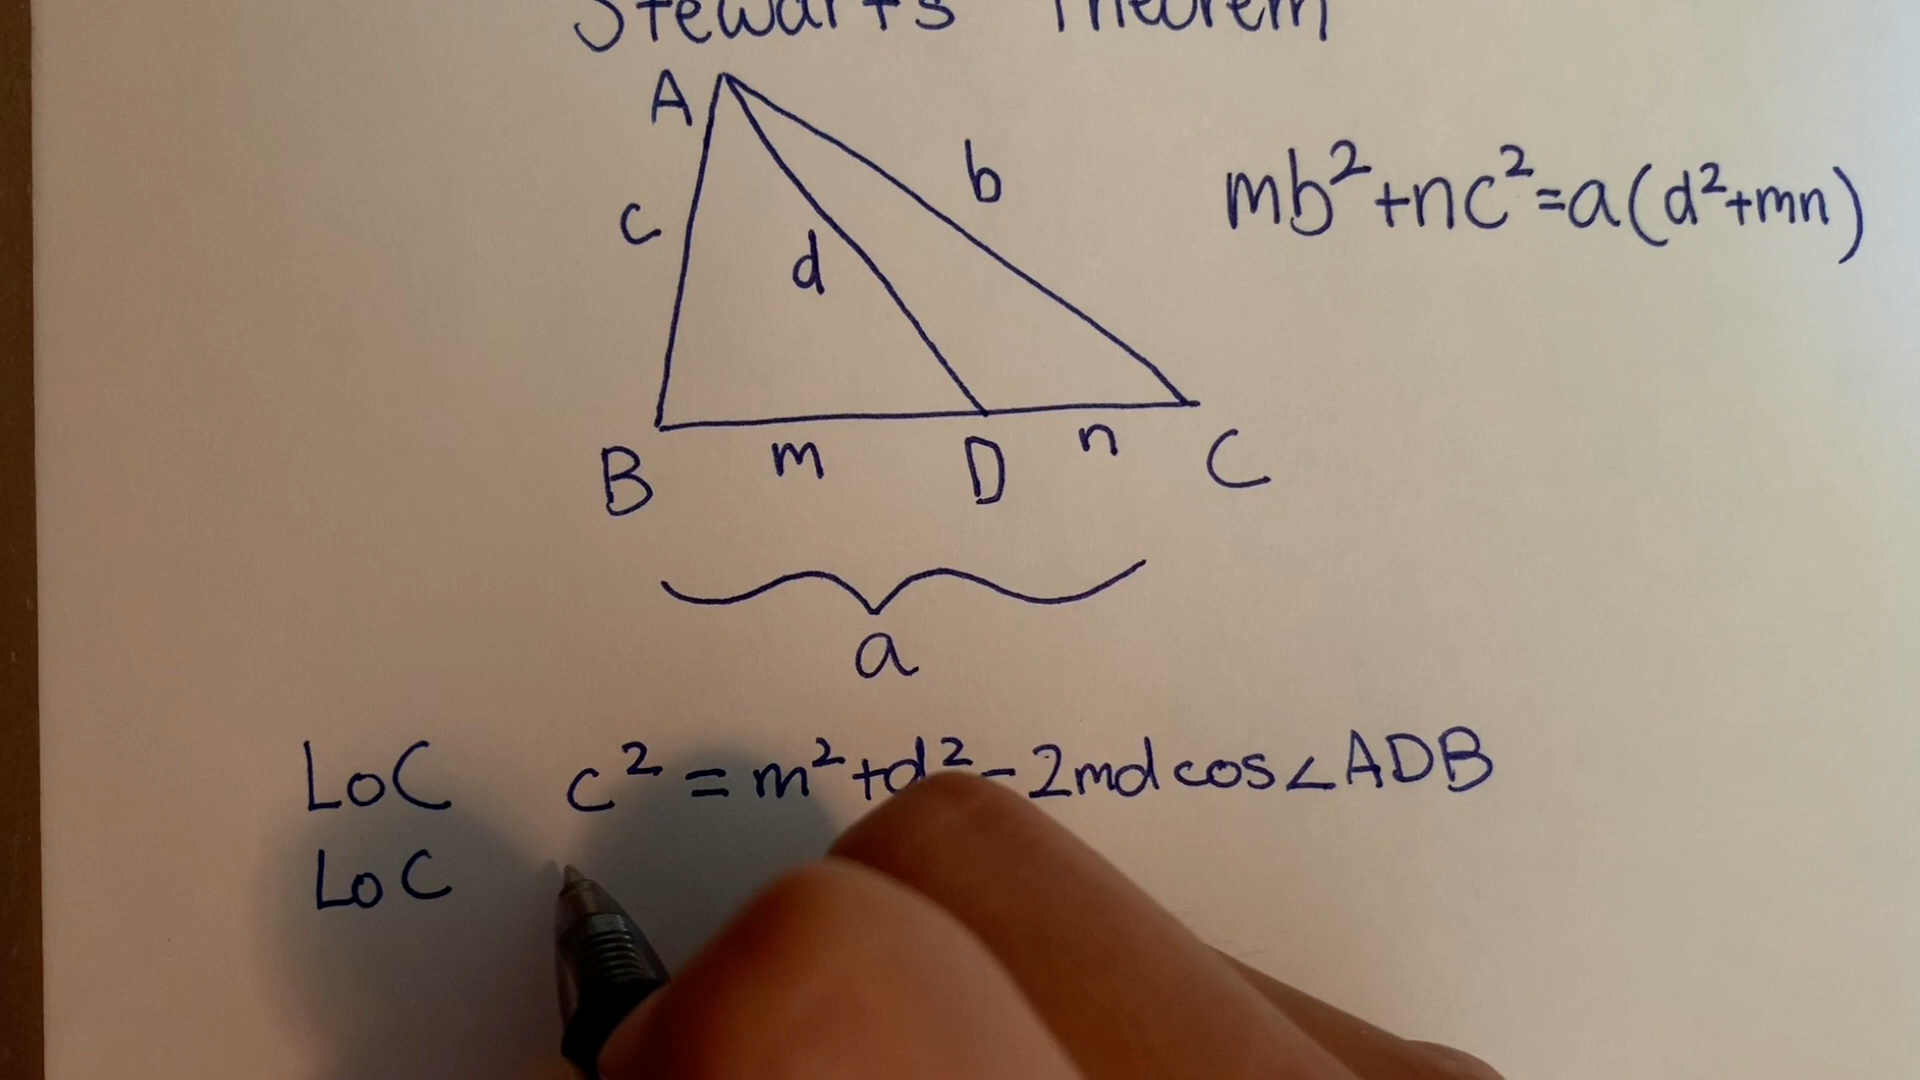 Stewart's Theorem
A
b
c
d
mb²+nc²=a(d²+mn)
B m D n C
a
LoC c² = m²+d²-2md cos∠ADB
LoC